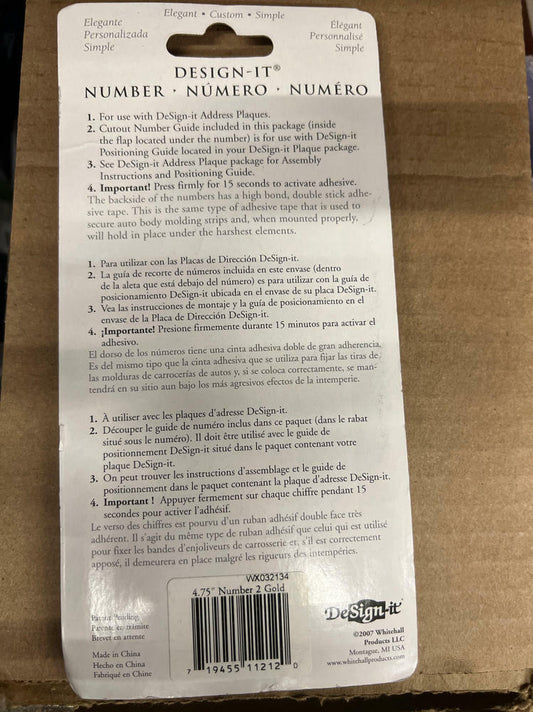 Elegant • Custom • Simple
Elegante
Personalizada
Simple
Élégant
Personnalisé
Simple
DESIGN-IT®
NUMBER · NÚMERO · NUMÉRO
1. For use with DeSign-it Address Plaques.
2. Cutout Number Guide included in this package (inside
the flap located under the number) is for use with DeSign-it
Positioning Guide located in your DeSign-it Plaque package.
3. See DeSign-it Address Plaque package for Assembly
Instructions and Positioning Guide.
4. Important! Press firmly for 15 seconds to activate adhesive.
The backside of the numbers has a high bond, double stick adhe-
sive tape. This is the same type of adhesive tape that is used to
secure auto body molding strips and, when mounted properly,
will hold in place under the harshest elements.
1. Para utilizar con las Placas de Dirección DeSign-it.
2. La guía de recorte de números incluida en este envase (dentro
de la aleta que está debajo del número) es para utilizar con la guía de
posicionamiento DeSign-it ubicada en el envase de su placa DeSign-it.
3. Vea las instrucciones de montaje y la guía de posicionamiento en el
envase de la Placa de Dirección DeSign-it.
4. ¡Importante! Presione firmemente durante 15 minutos para activar el
adhesivo.
El dorso de los números tiene una cinta adhesiva doble de gran adherencia.
Es del mismo tipo que la cinta adhesiva que se utiliza para fijar las tiras de
las molduras de carrocerías de autos y, si se coloca correctamente, se man-
tendrá en su sitio aun bajo los más agresivos efectos de la intemperie.
1. À utiliser avec les plaques d'adresse DeSign-it.
2. Découper le guide de numéro inclus dans ce paquet (dans le rabat
situé sous le numéro). Il doit être utilisé avec le guide de
positionnement DeSign-it situé dans le paquet contenant votre
plaque DeSign-it.
3. On peut trouver les instructions d'assemblage et le guide de
positionnement dans le paquet contenant la plaque d'adresse DeSign-it.
4. Important ! Appuyer fermement sur chaque chiffre pendant 15
secondes pour activer l'adhésif.
Le verso des chiffres est pourvu d'un ruban adhésif double face très
adhérent. Il s'agit du même type de ruban adhésif que celui qui est utilisé
pour fixer les bandes d'enjoliveurs de carrosserie et, s'il est correctement
apposé, il demeurera en place malgré les rigueurs des intempéries.
WX032134
4.75" Number 2 Gold
7 19455 11212 0
Patent Pending
Patente en trámite
Brevet en attente
Made in China
Hecho en China
Fabriqué en Chine
DeSign-it
©2007 Whitehall
Products LLC
Montague, MI USA
www.whitehallproducts.com